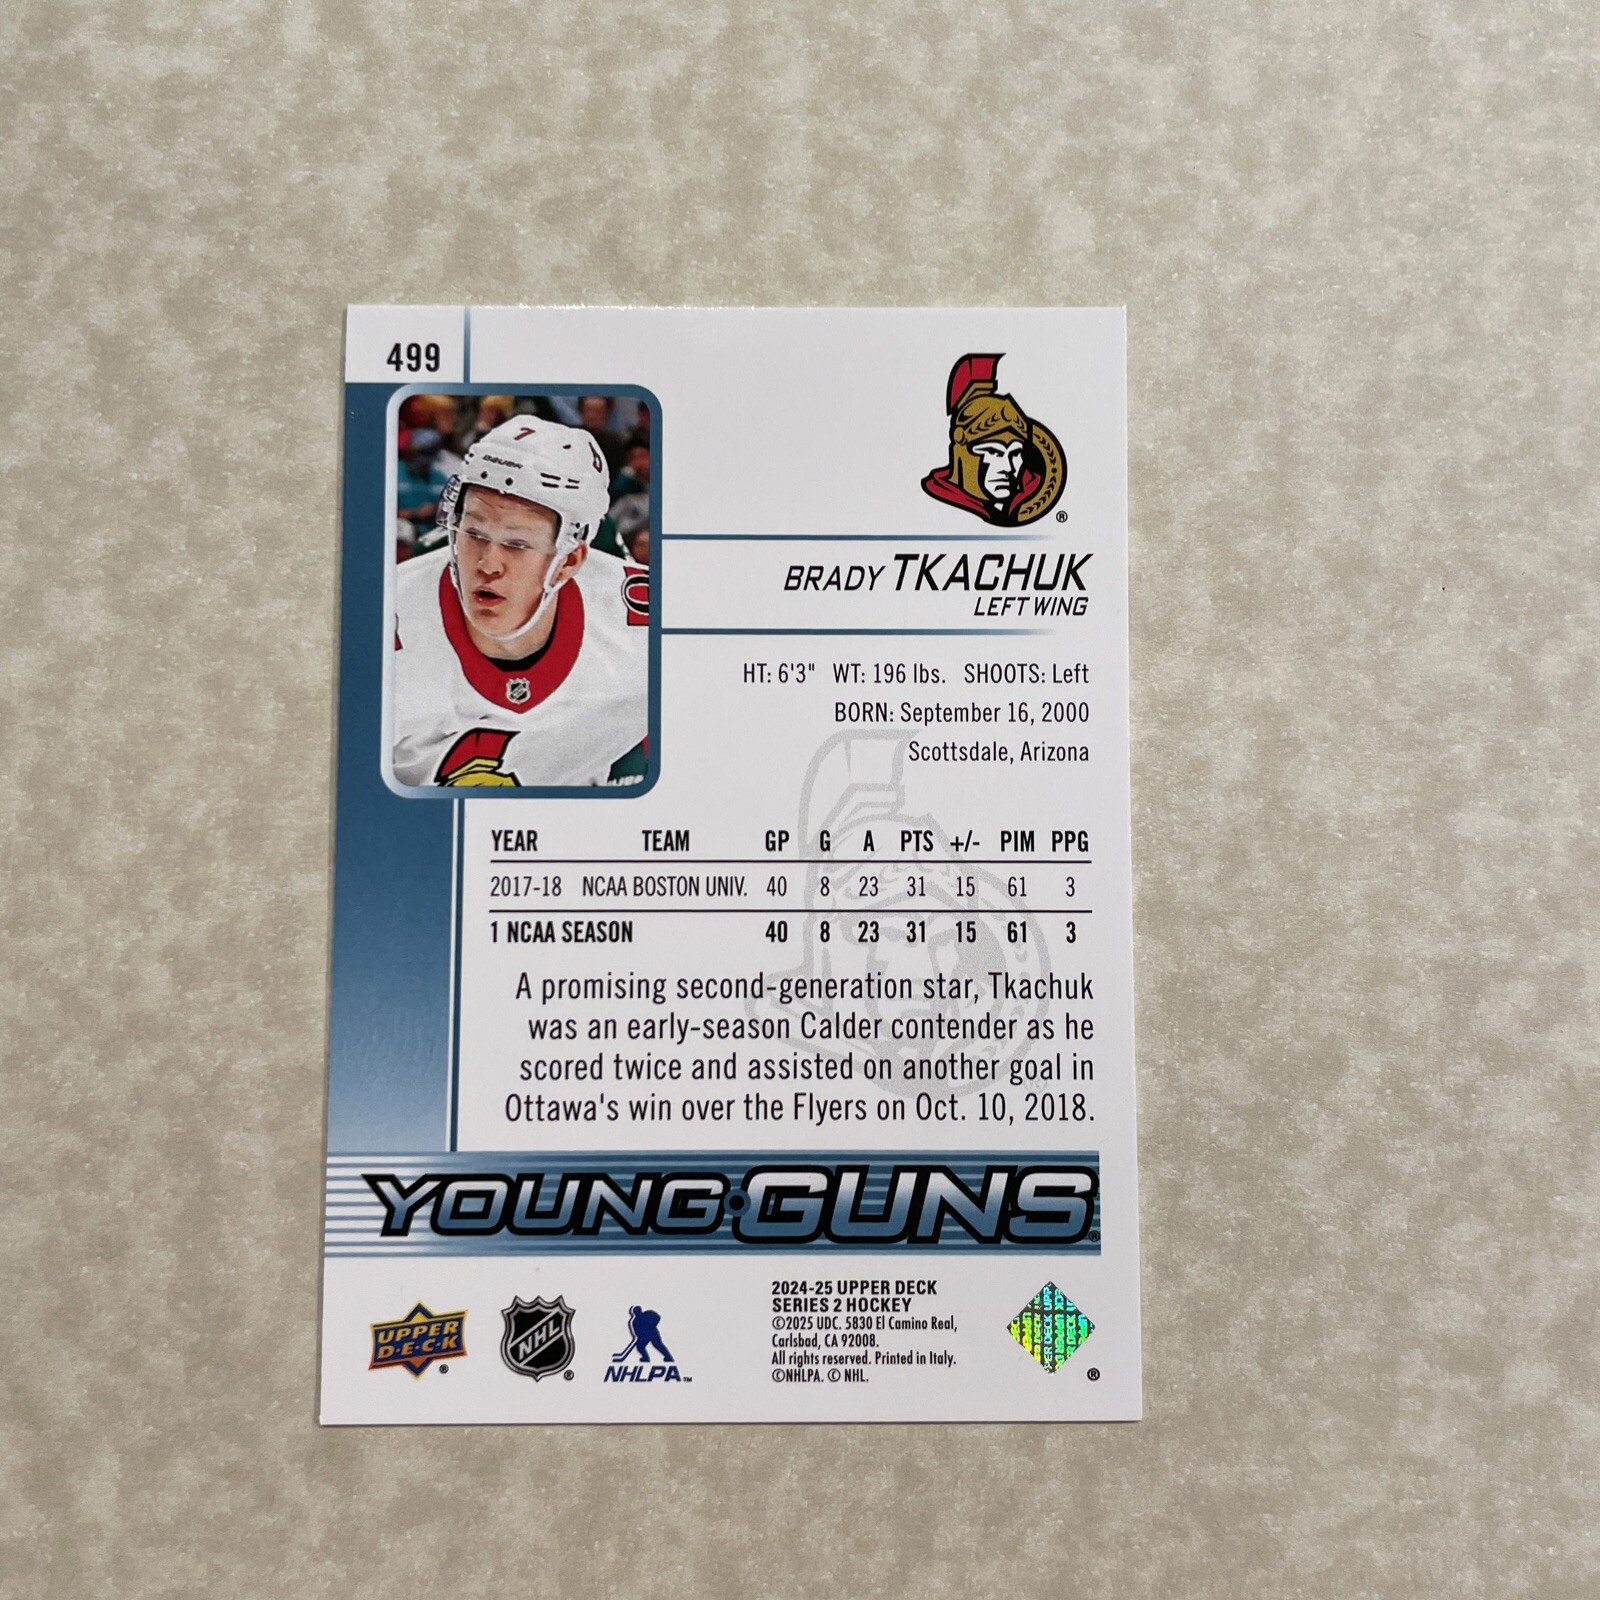 499
7
BAUER
BRADY TKACHUK
LEFT WING
HT: 6'3" WT: 196 lbs. SHOOTS: Left
BORN: September 16, 2000
Scottsdale, Arizona
YEAR TEAM GP G A PTS +/- PIM PPG
2017-18 NCAA BOSTON UNIV. 40 8 23 31 15 61 3
1 NCAA SEASON 40 8 23 31 15 61 3
A promising second-generation star, Tkachuk
was an early-season Calder contender as he
scored twice and assisted on another goal in
Ottawa's win over the Flyers on Oct. 10, 2018.
YOUNG GUNS®
UPPER
D·E·C·K ®
NHL ®
NHLPA™
2024-25 UPPER DECK
SERIES 2 HOCKEY
©2025 UDC. 5830 El Camino Real,
Carlsbad, CA 92008.
All rights reserved. Printed in Italy.
©NHLPA. © NHL.
UPPER DECK
®